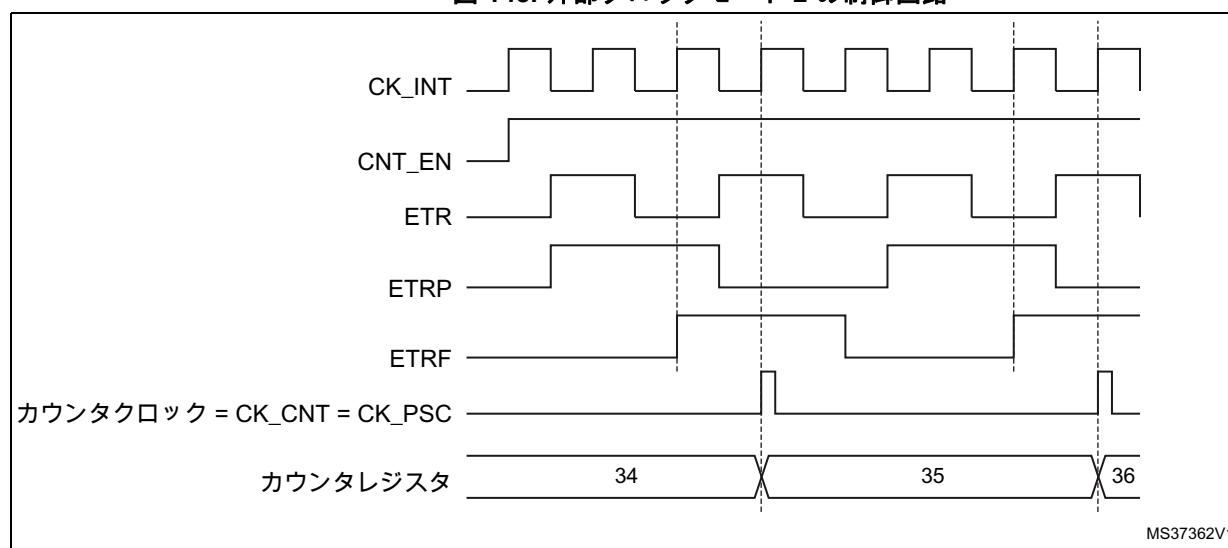 CK_INT
CNT_EN
ETR
ETRP
ETRF
カウンタクロック = CK_CNT = CK_PSC
カウンタレジスタ
34
35
36
MS37362V1